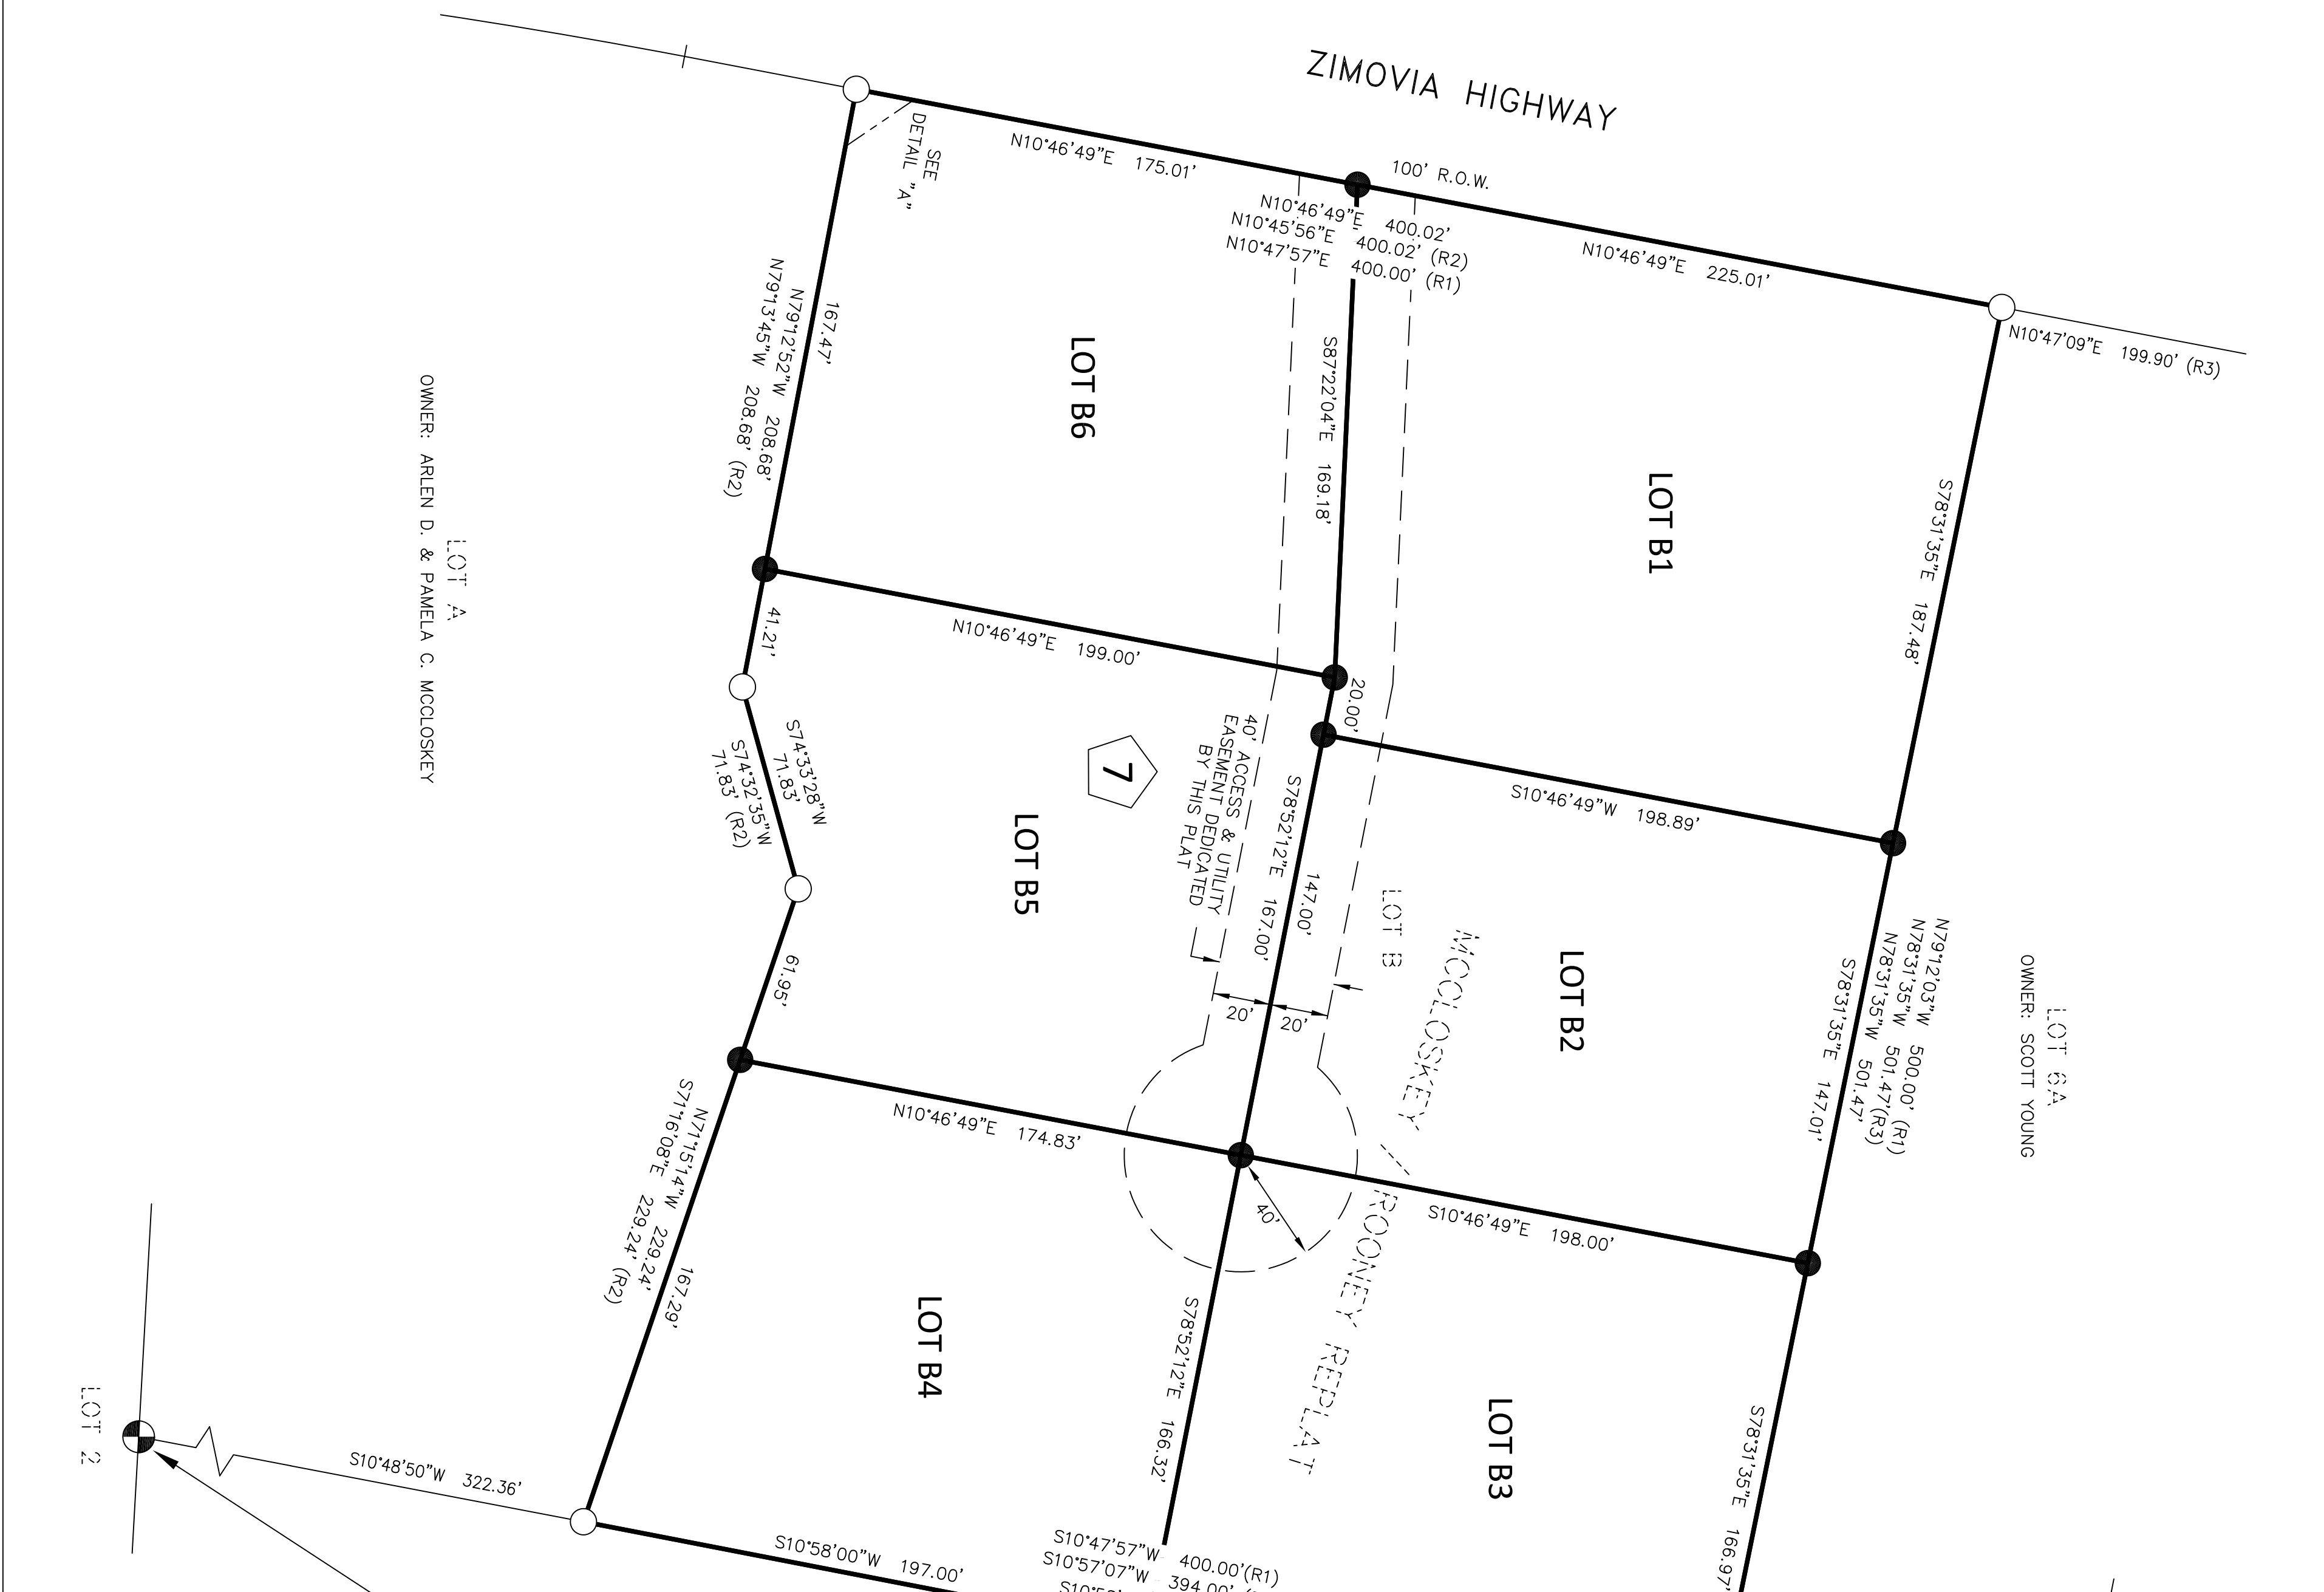 ZIMOVIA HIGHWAY
100' R.O.W.
SEE
DETAIL "A"
N10°46'49"E 175.01'
N10°46'49"E 400.02'
N10°45'56"E 400.02' (R2)
N10°47'57"E 400.00' (R1)
N10°46'49"E 225.01'
N10°47'09"E 199.90' (R3)
167.47'
N79°12'52"W 208.68'
N79°13'45"W 208.68' (R2)
LOT B6
S87°22'04"E 169.18'
LOT B1
S78°31'35"E 187.48'
LOT A
OWNER: ARLEN D. & PAMELA C. MCCLOSKEY
41.21'
N10°46'49"E 199.00'
20.00'
S74°33'28"W
71.83'
S74°32'35"W
71.83' (R2)
7
40' ACCESS & UTILITY
EASEMENT DEDICATED
BY THIS PLAT
S10°46'49"W 198.89'
LOT B5
S78°52'12"E 167.00'
147.00'
LOT B
MCCLOSKEY /
ROONEY REPLAT
LOT B2
N79°12'03"W 500.00' (R1)
N78°31'35"W 501.47'(R3)
N78°31'35"W 501.47'
S78°31'35"E 147.01'
LOT 6A
OWNER: SCOTT YOUNG
61.95'
20'
20'
N10°46'49"E 174.83'
40'
S10°46'49"E 198.00'
N71°15'14"W 229.24'
S71°16'08"E 229.24' (R2)
167.29'
LOT B4
S78°52'12"E 166.32'
LOT B3
S78°31'35"E 166.97'
LOT 2
S10°48'50"W 322.36'
S10°58'00"W 197.00'
S10°47'57"W 400.00'(R1)
S10°57'07"W 394.00'